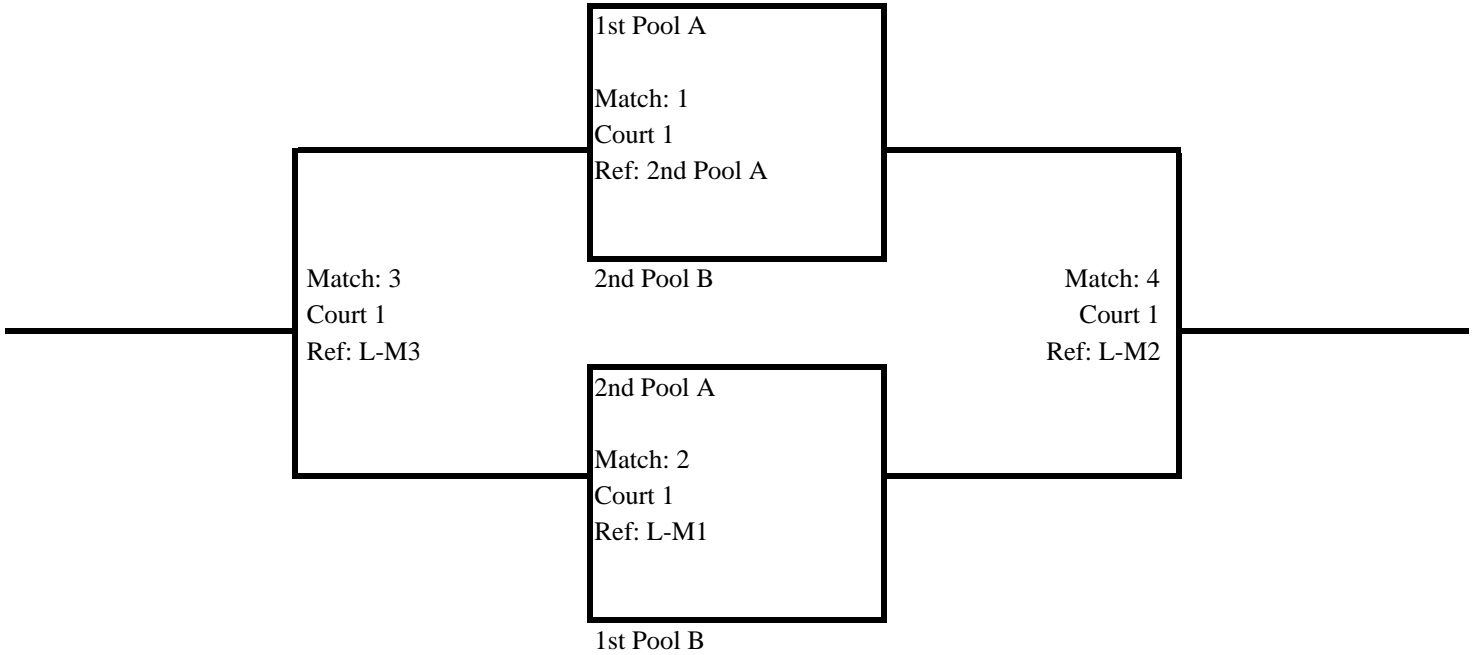 1st Pool A
Match: 1
Court 1
Ref: 2nd Pool A
2nd Pool B
Match: 3
Court 1
Ref: L-M3
Match: 4
Court 1
Ref: L-M2
2nd Pool A
Match: 2
Court 1
Ref: L-M1
1st Pool B